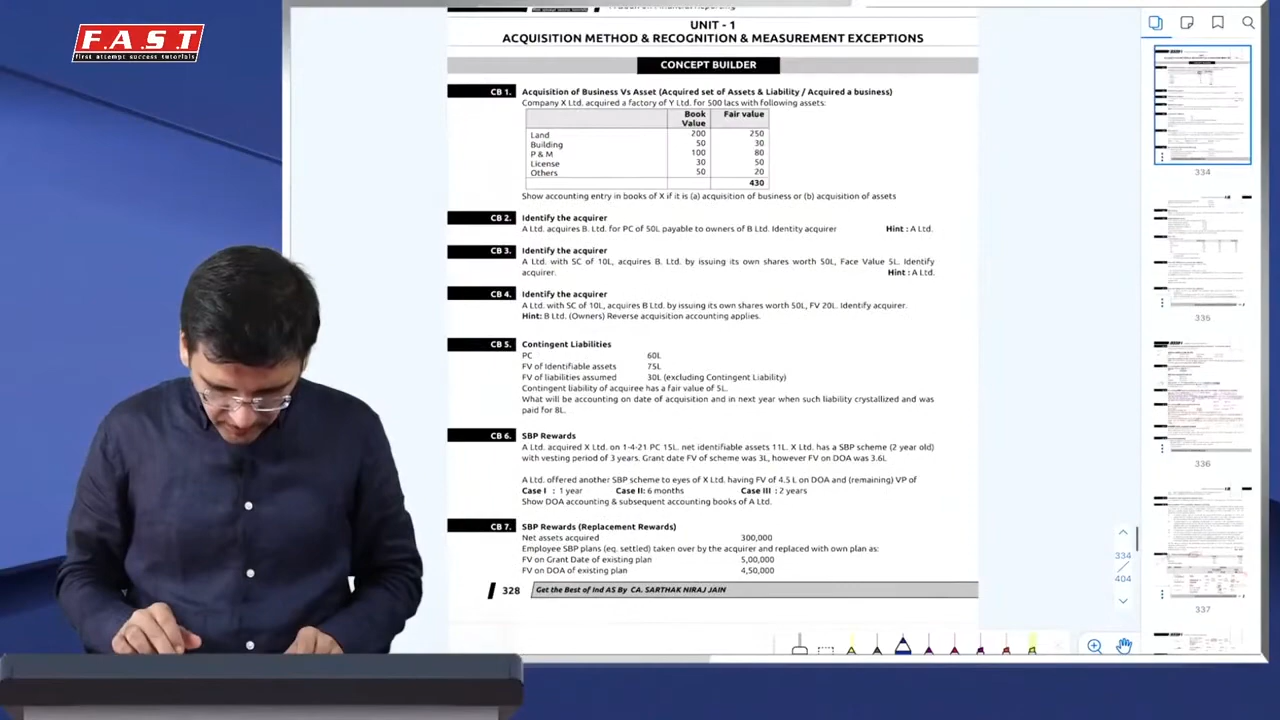 F.A.S.T
first attempt success tutorials
UNIT - 1
ACQUISITION METHOD & RECOGNITION & MEASUREMENT EXCEPTIONS
CONCEPT BUILDER
CB 1. Acquisition of Business Vs Asset (Acquired set of Assets & Liability / Acquired a business)
Company X Ltd. acquired a factory of Y Ltd. for 500 lacs with following assets:
Book Value Fair value
Land 200 250
Building 50 30
P & M 100 80
License 30 50
Others 50 20
430
Show accounting entry in books of X if it is (a) acquisition of business or (b) acquisition of assets
CB 2. Identify the acquirer
A Ltd. acquires B. Ltd. for PC of 50L payable to owners of B Ltd. Identity acquirer Hint : A Ltd.
CB 3. Identify the acquirer
A Ltd. with SC of 10L, acquires B. Ltd. by issuing its own shares worth 50L, Face Value 5L. Identify
acquirer. Hint : A Ltd.
CB 4. Identify the acquirer
A Ltd. with SC of 10L, acquires B Ltd. by issuing its own shares worth 50L, FV 20L. Identify acquirer.
Hint: B Ltd. (Owners) Reverse acquisition accounting applies.
CB 5. Contingent Liabilities
PC 60L
FV of Identifiable assets 75L
FV of liabilities assumed 30L (excluding Contingent Liability)
Contingent liability of acquire has a fair value of 5L.
What will be accounting on date of acquisition and in next year when such liability crystallized and was
paid for 8L.
CB 6. SBP Rewards
A Ltd. acquired X Ltd. on 1-4-21 PC 15L. net identifiable assets 11L. X Ltd. has a SBP scheme (2 year old)
with vesting period of 3 years. Grant date FV of scheme was 3L, however FV on DOA was 3.6L
A Ltd. offered another SBP scheme to eyes of X Ltd. having FV of 4.5 L on DOA and (remaining) VP of
Case I : 1 year Case II: 6 months Case III : 2 years
Show DOA accounting & subsequent accounting books of A Ltd.
CB 7. SBP Rewards (Replacement Rewards)
Net assets acquired 300,000
Employee SBP plans (eq. settled) taken over by the acquirer and replaced with own plan as:
FV on Grant Date of existing plan 5,00,000
FV on DOA of existing plan 4,50,000
328 Get the Best of Ind AS By CA. SARTHAK NIRAJ JAIN
334
335
336
337
334
404